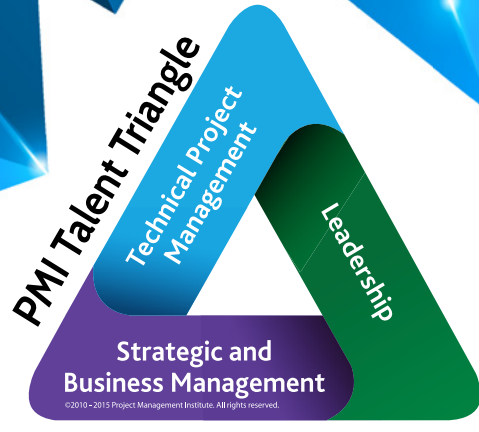 PMI Talent Triangle
Technical Project
Management
Leadership
Strategic and
Business Management
©2010 – 2015 Project Management Institute. All rights reserved.